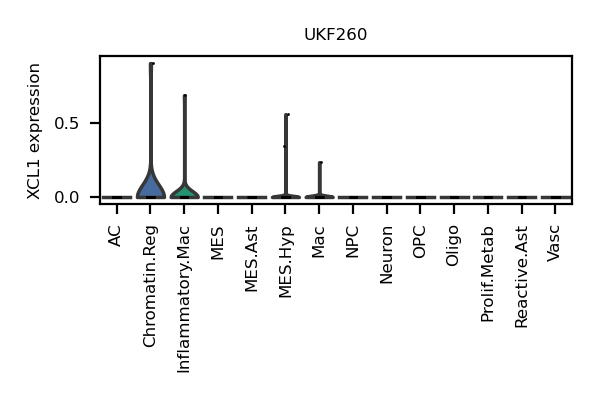 UKF260
XCL1 expression
0.5
0.0
AC
Chromatin.Reg
Inflammatory.Mac
MES
MES.Ast
MES.Hyp
Mac
NPC
Neuron
OPC
Oligo
Prolif.Metab
Reactive.Ast
Vasc